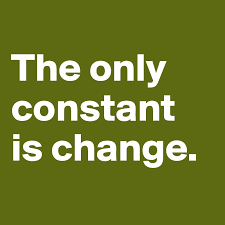 The only
constant
is change.